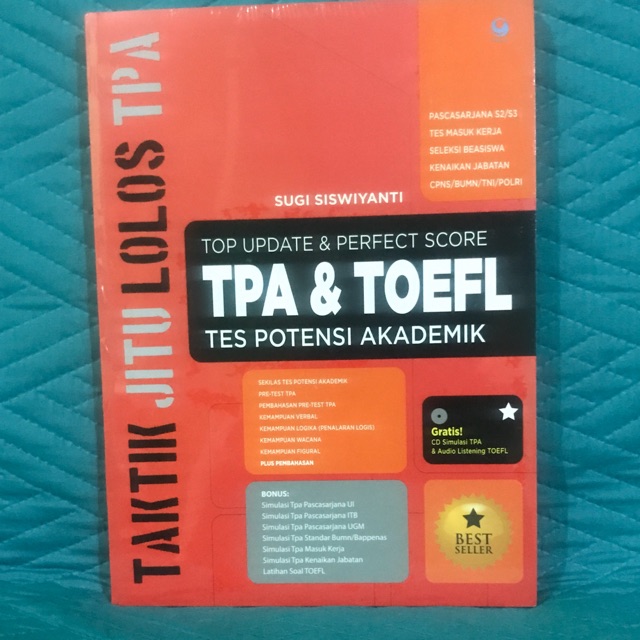 TAKTIK JITU LOLOS TPA
PASCASARJANA S2/S3
TES MASUK KERJA
SELEKSI BEASISWA
KENAIKAN JABATAN
CPNS/BUMN/TNI/POLRI
SUGI SISWIYANTI
TOP UPDATE & PERFECT SCORE
TPA & TOEFL
TES POTENSI AKADEMIK
SEKILAS TES POTENSI AKADEMIK
PRE-TEST TPA
PEMBAHASAN PRE-TEST TPA
KEMAMPUAN VERBAL
KEMAMPUAN LOGIKA (PENALARAN LOGIS)
KEMAMPUAN WACANA
KEMAMPUAN FIGURAL
PLUS PEMBAHASAN
Gratis!
CD Simulasi TPA
& Audio Listening TOEFL
BONUS:
Simulasi Tpa Pascasarjana UI
Simulasi Tpa Pascasarjana ITB
Simulasi Tpa Pascasarjana UGM
Simulasi Tpa Standar Bumn/Bappenas
Simulasi Tpa Masuk Kerja
Simulasi Tpa Kenaikan Jabatan
Latihan Soal TOEFL
BEST
SELLER